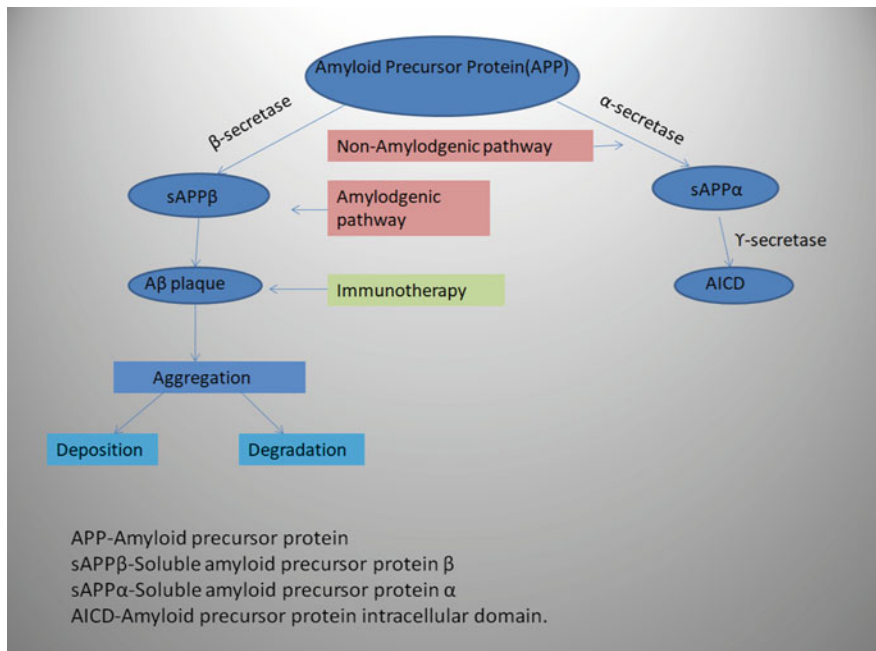 Amyloid Precursor Protein(APP)
β-secretase
α-secretase
Non-Amylodgenic pathway
sAPPβ
sAPPα
Amylodgenic
pathway
ϒ-secretase
Aβ plaque
Immunotherapy
AICD
Aggregation
Deposition
Degradation
APP-Amyloid precursor protein
sAPPβ-Soluble amyloid precursor protein β
sAPPα-Soluble amyloid precursor protein α
AICD-Amyloid precursor protein intracellular domain.